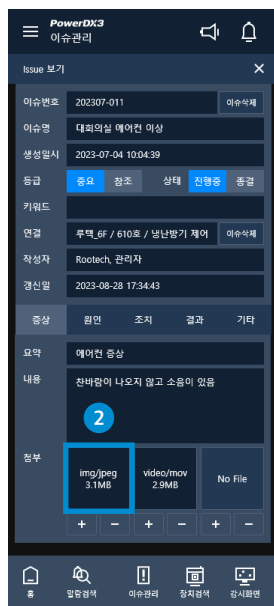 PowerDX3
이슈관리
Issue 보기
이슈번호 202307-011 이슈삭제
이슈명 대회의실 에어컨 이상
생성일시 2023-07-04 10:04:39
등급 중요 참조 상태 진행중 종결
키워드
연결 루텍_6F / 610호 / 냉난방기 제어 이슈삭제
작성자 Rootech, 관리자
갱신일 2023-08-28 17:34:43
증상 원인 조치 결과 기타
요약 에어컨 증상
내용 찬바람이 나오지 않고 소음이 있음
2
첨부 img/jpeg 3.1MB video/mov 2.9MB No File
+ − + − + −
홈 알람검색 이슈관리 장치검색 감시화면